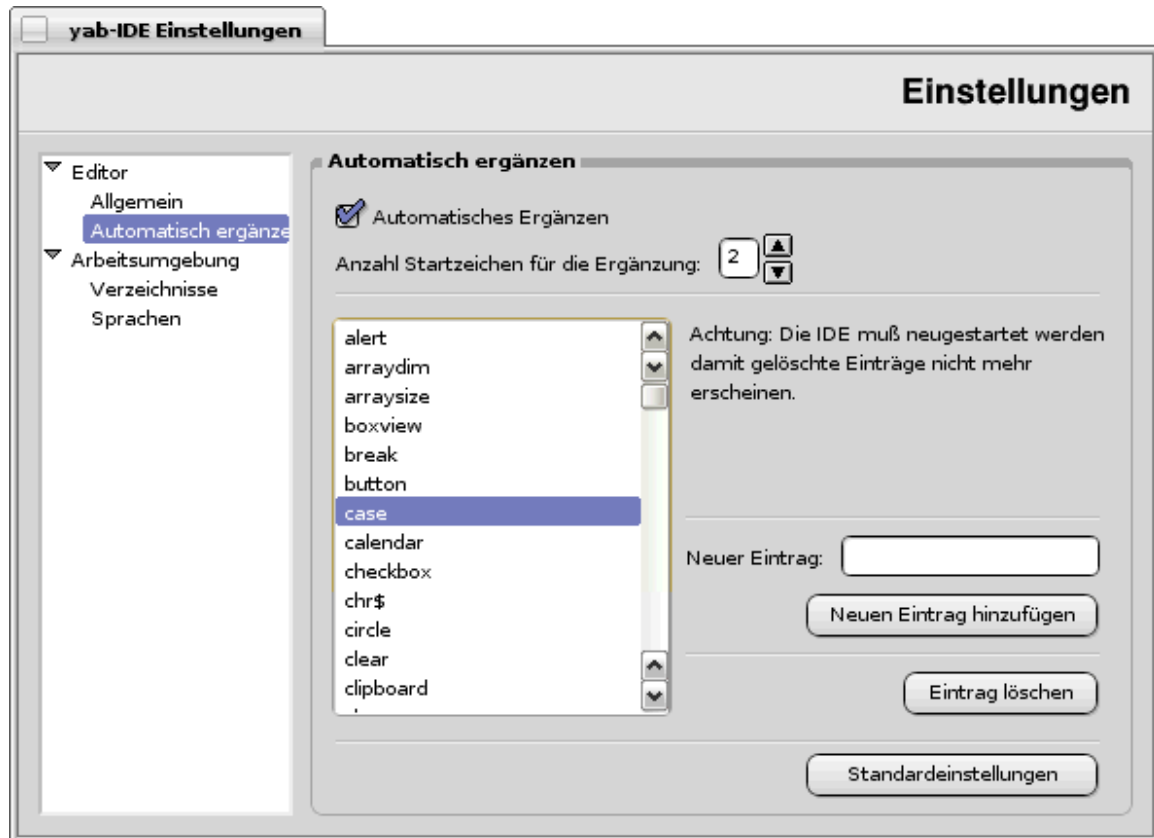 yab-IDE Einstellungen
Einstellungen
Editor
Allgemein
Automatisch ergänze
Arbeitsumgebung
Verzeichnisse
Sprachen
Automatisch ergänzen
Automatisches Ergänzen
Anzahl Startzeichen für die Ergänzung: 2
alert
arraydim
arraysize
boxview
break
button
case
calendar
checkbox
chr$
circle
clear
clipboard
Achtung: Die IDE muß neugestartet werden
damit gelöschte Einträge nicht mehr
erscheinen.
Neuer Eintrag:
Neuen Eintrag hinzufügen
Eintrag löschen
Standardeinstellungen